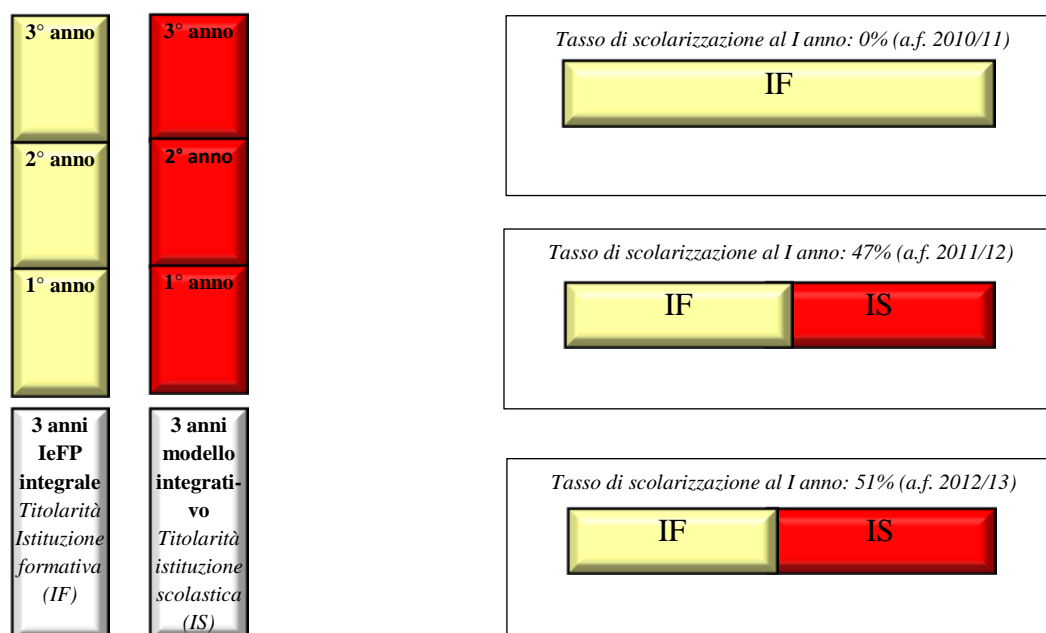 3° anno
2° anno
1° anno
3 anni
IeFP
integrale
Titolarità
Istituzione
formativa
(IF)
3° anno
2° anno
1° anno
3 anni
modello
integrati-
vo
Titolarità
istituzione
scolastica
(IS)
Tasso di scolarizzazione al I anno: 0% (a.f. 2010/11)
IF
Tasso di scolarizzazione al I anno: 47% (a.f. 2011/12)
IF IS
Tasso di scolarizzazione al I anno: 51% (a.f. 2012/13)
IF IS